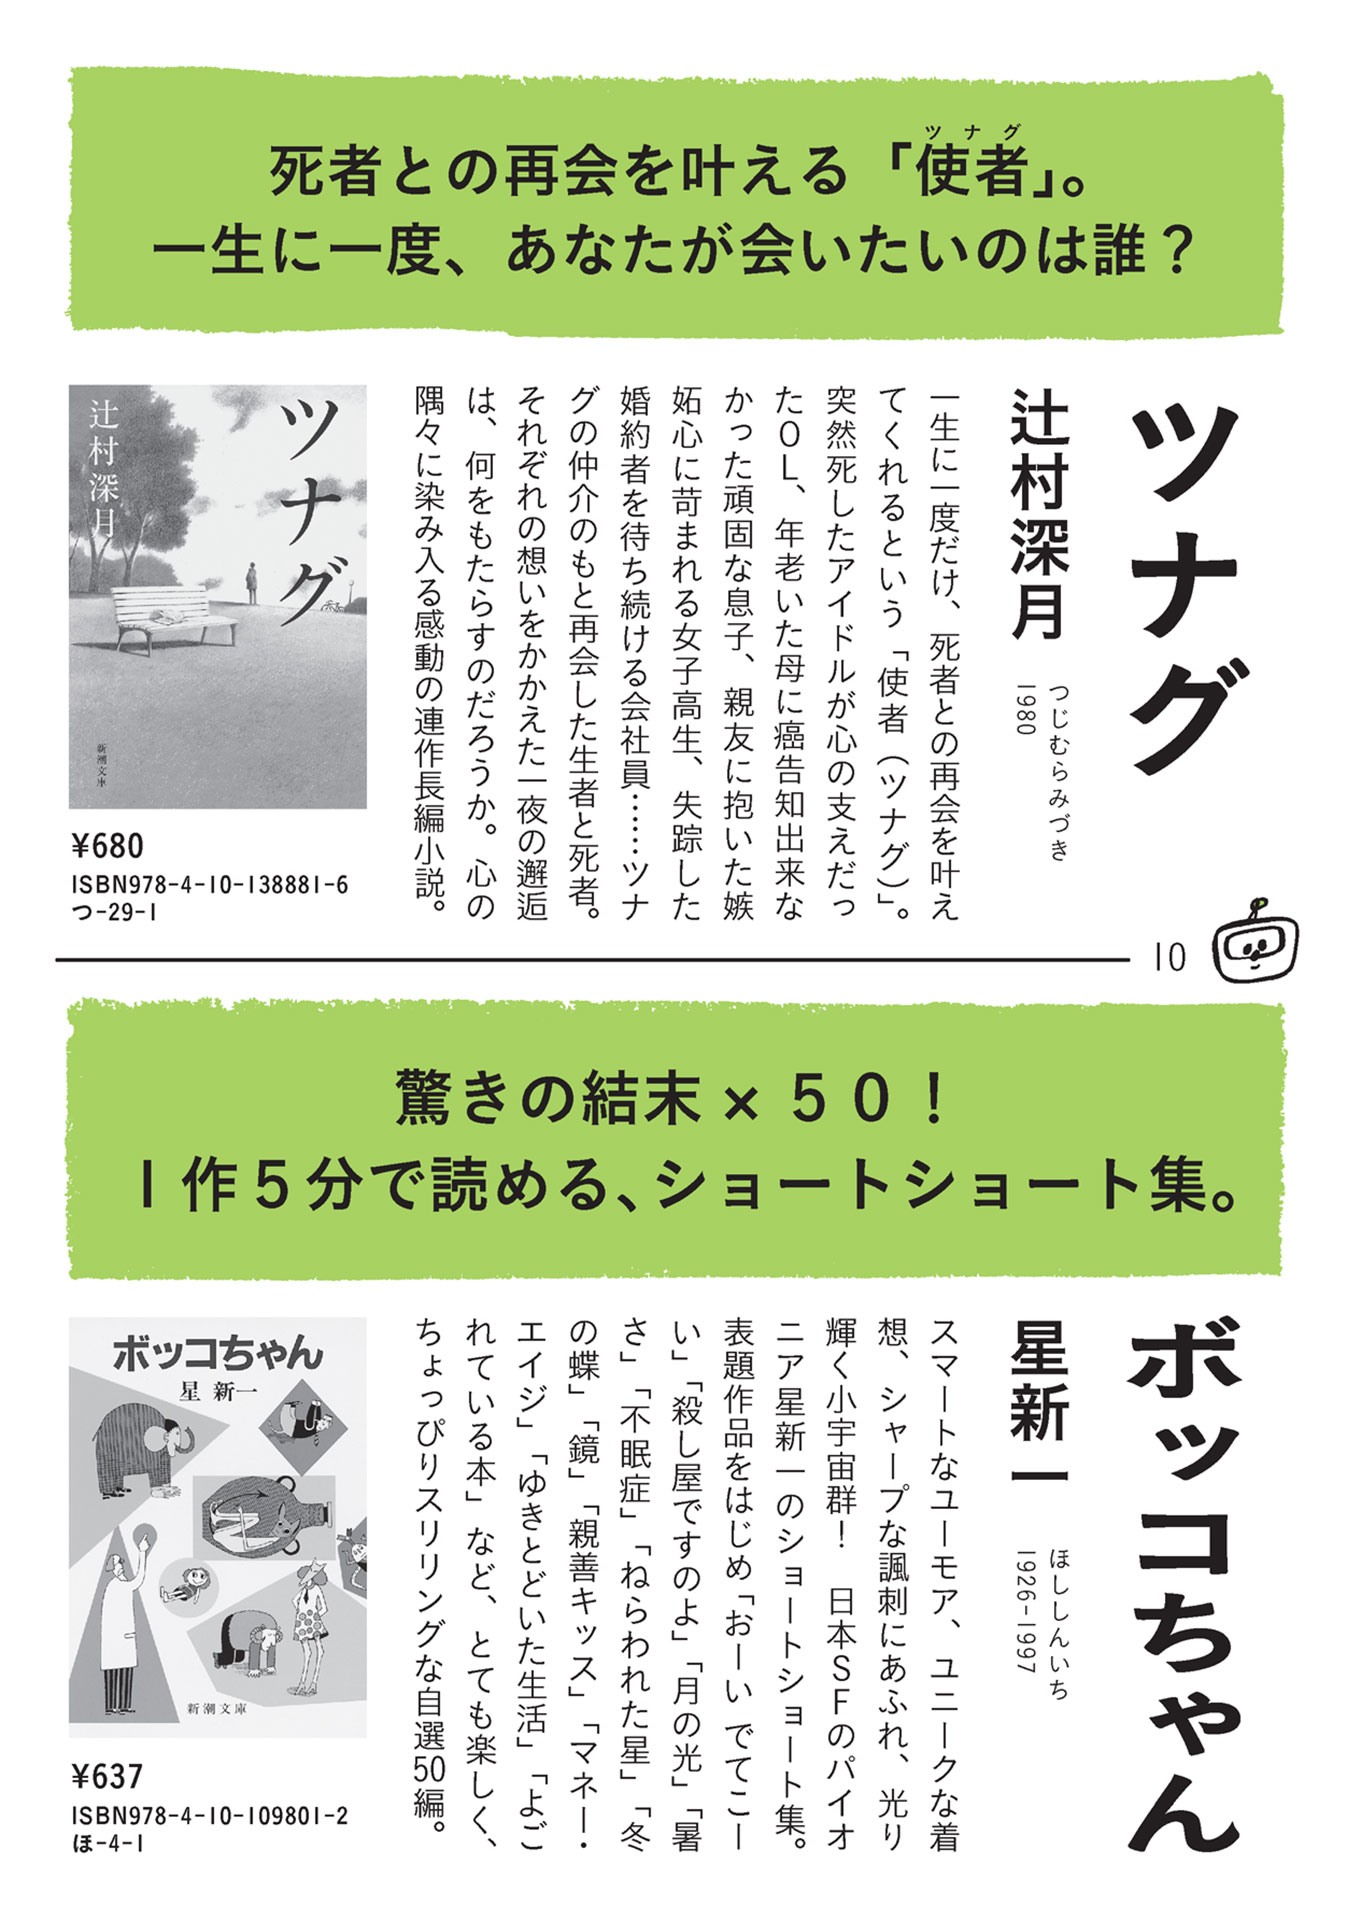 死者との再会を叶える「使者」。
ツナグ
一生に一度、あなたが会いたいのは誰？
ツナグ
辻村深月
つじむらみづき
1980
一生に一度だけ、死者との再会を叶え
てくれるという「使者（ツナグ）」。
突然死したアイドルが心の支えだっ
たOL、年老いた母に癌告知出来な
かった頑固な息子、親友に抱いた嫉
妬心に苛まれる女子高生、失踪した
婚約者を待ち続ける会社員……ツナ
グの仲介のもと再会した生者と死者。
それぞれの想いをかかえた一夜の邂逅
は、何をもたらすのだろうか。心の
隅々に染み入る感動の連作長編小説。
ツナグ
辻村深月
新潮文庫
¥680
ISBN978-4-10-138881-6
つ-29-1
10
驚きの結末×50！
1作5分で読める、ショートショート集。
ボッコちゃん
星新一
ほししんいち
1926-1997
スマートなユーモア、ユニークな着
想、シャープな諷刺にあふれ、光り
輝く小宇宙群！　日本SFのパイオ
ニア星新一のショートショート集。
表題作品をはじめ「おーい でてこー
い」「殺し屋ですのよ」「月の光」「暑
さ」「不眠症」「ねらわれた星」「冬
の蝶」「鏡」「親善キッス」「マネー・
エイジ」「ゆきとどいた生活」「よご
れている本」など、とても楽しく、
ちょっぴりスリリングな自選50編。
ボッコちゃん
星 新一
新潮文庫
¥637
ISBN978-4-10-109801-2
ほ-4-1